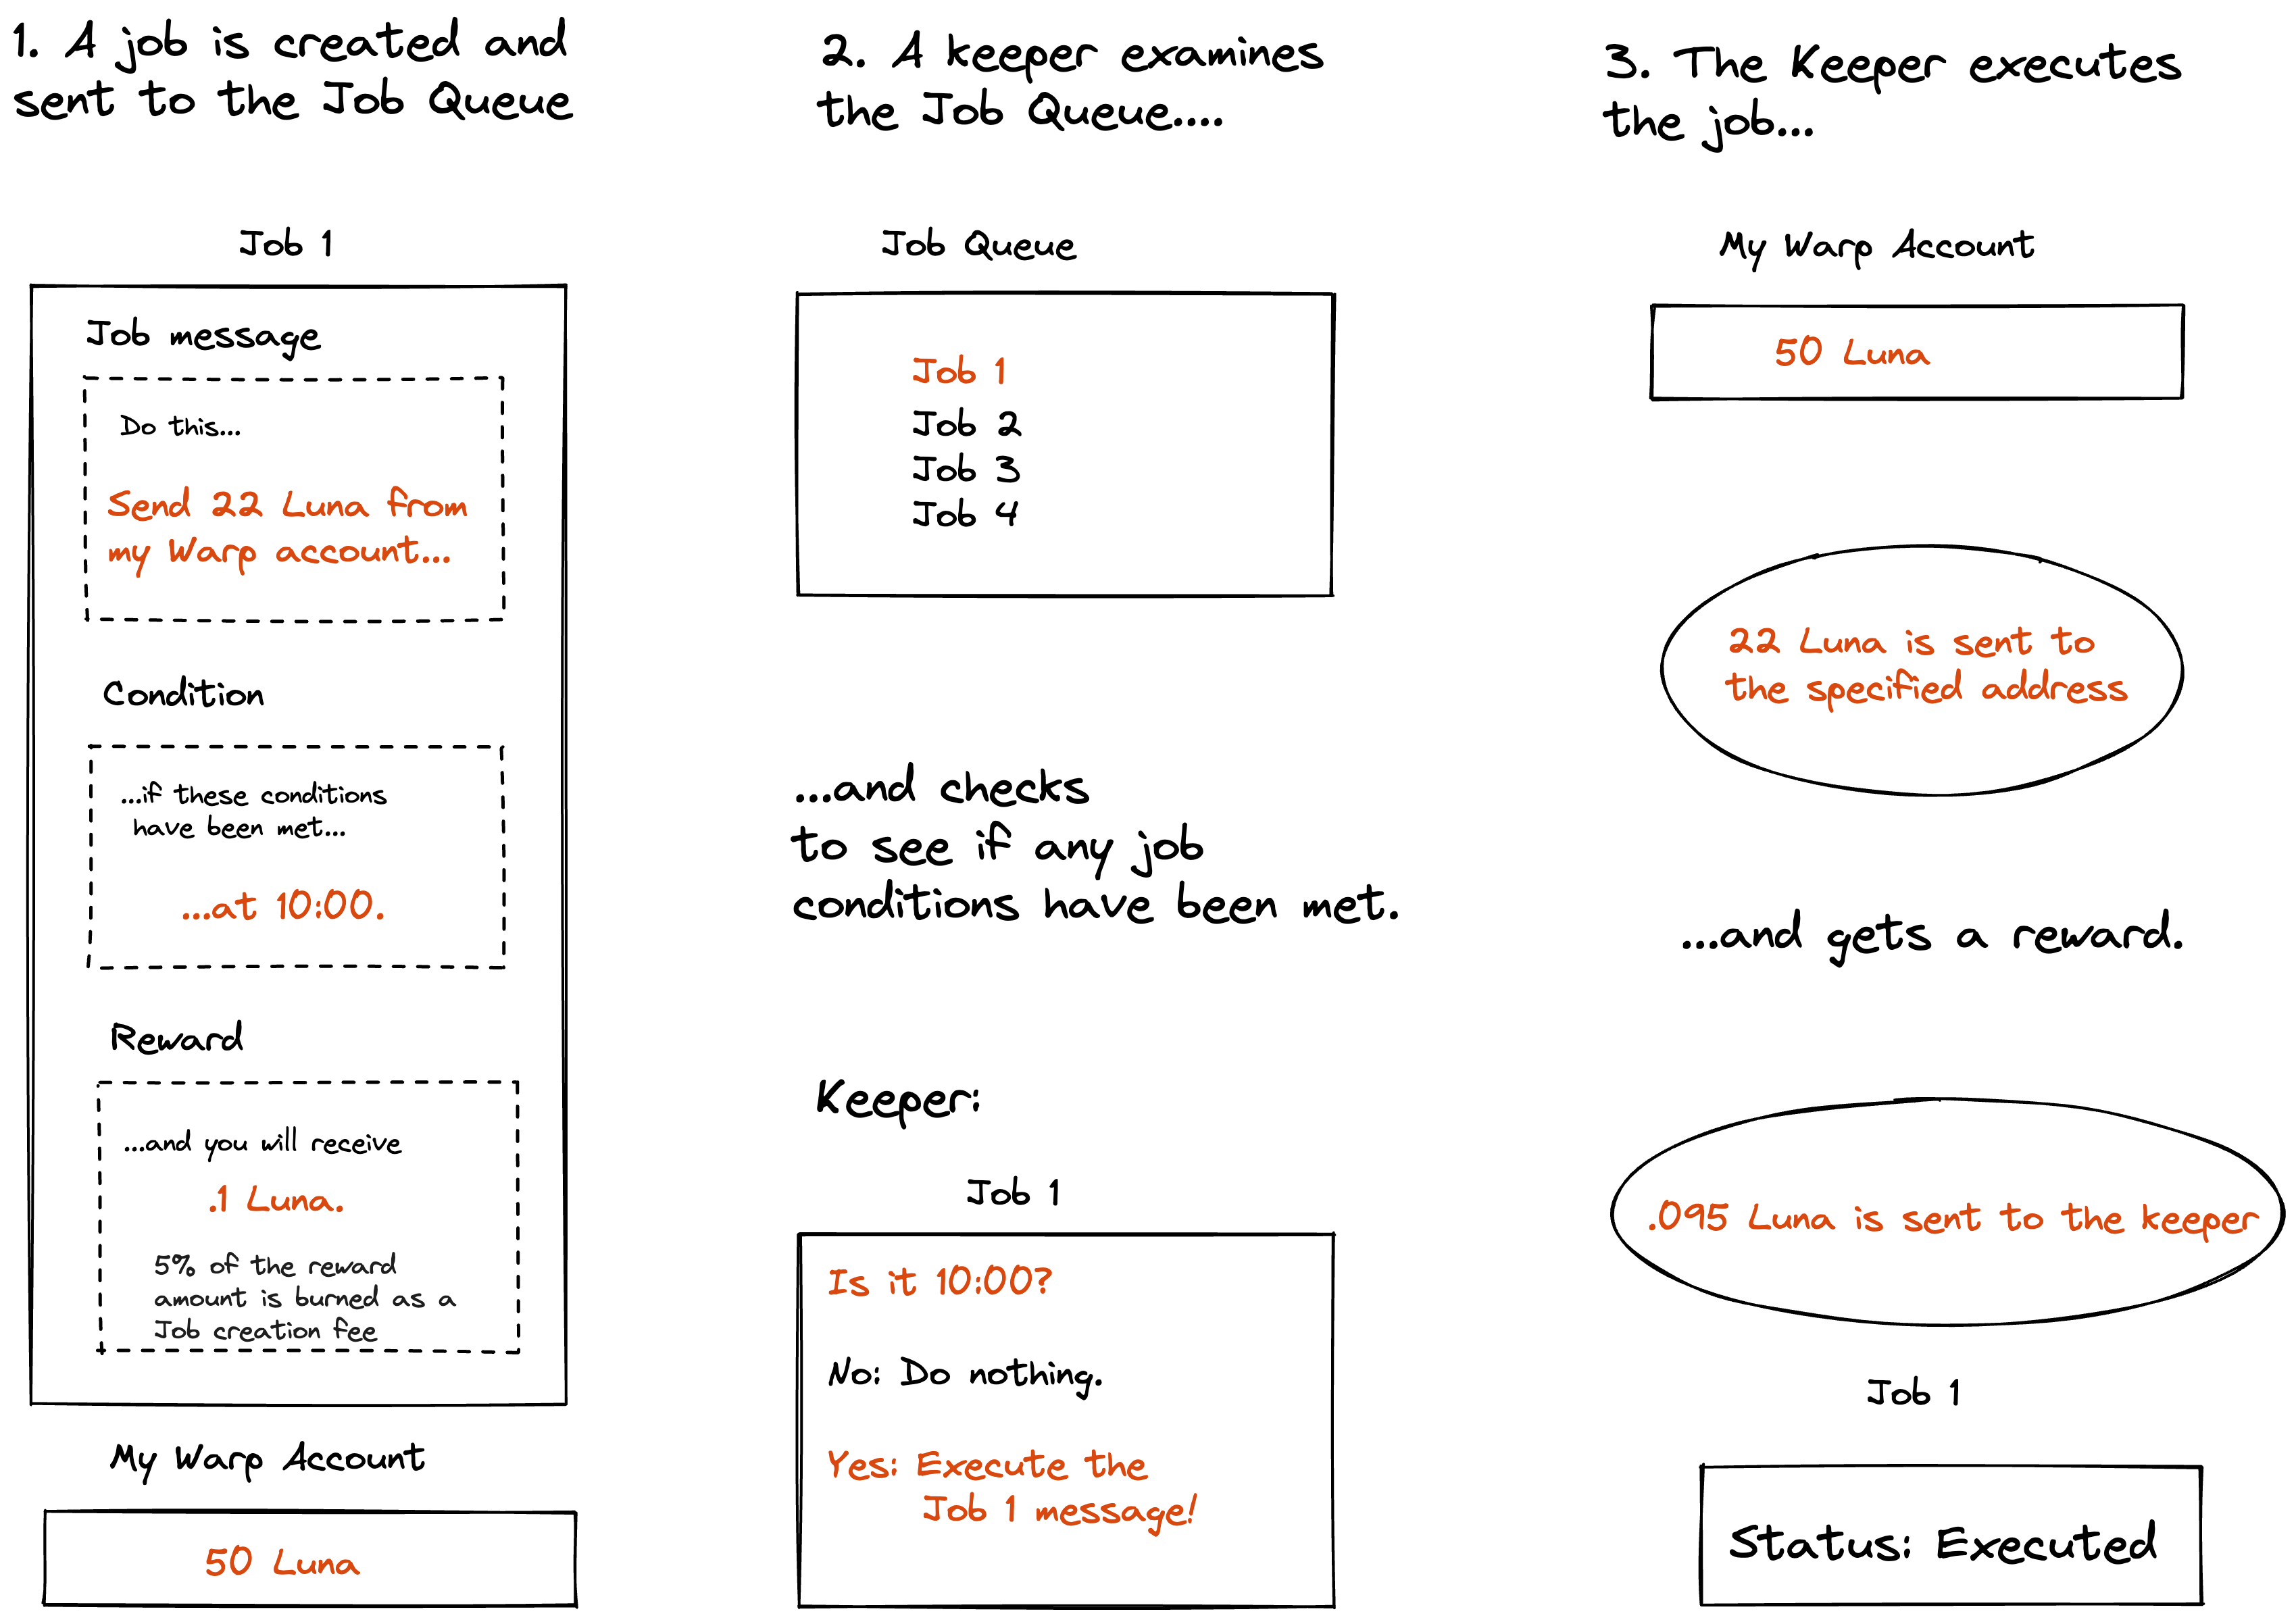 1. A job is created and
sent to the Job Queue
Job 1
Job message
Do this...
Send 22 Luna from
my Warp account...
Condition
...if these conditions
have been met...
...at 10:00.
Reward
...and you will receive
.1 Luna.
5% of the reward
amount is burned as a
Job creation fee
My Warp Account
50 Luna
2. A keeper examines
the Job Queue....
Job Queue
Job 1
Job 2
Job 3
Job 4
...and checks
to see if any job
conditions have been met.
Keeper:
Job 1
Is it 10:00?
No: Do nothing.
Yes: Execute the
Job 1 message!
3. The Keeper executes
the job...
My Warp Account
50 Luna
22 Luna is sent to
the specified address
...and gets a reward.
.095 Luna is sent to the keeper
Job 1
Status: Executed